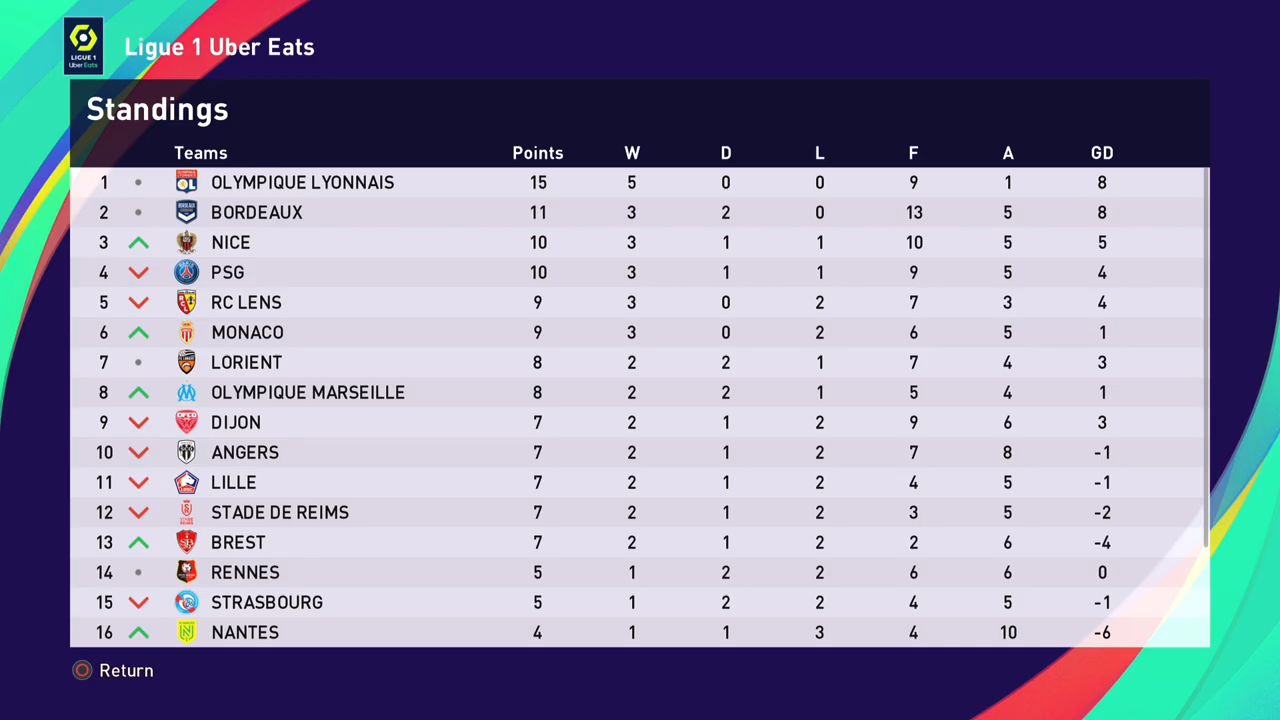 LIGUE 1
Uber Eats
Ligue 1 Uber Eats
Standings
Teams Points W D L F A GD
1 OLYMPIQUE LYONNAIS 15 5 0 0 9 1 8
2 BORDEAUX 11 3 2 0 13 5 8
3 NICE 10 3 1 1 10 5 5
4 PSG 10 3 1 1 9 5 4
5 RC LENS 9 3 0 2 7 3 4
6 MONACO 9 3 0 2 6 5 1
7 LORIENT 8 2 2 1 7 4 3
8 OLYMPIQUE MARSEILLE 8 2 2 1 5 4 1
9 DIJON 7 2 1 2 9 6 3
10 ANGERS 7 2 1 2 7 8 -1
11 LILLE 7 2 1 2 4 5 -1
12 STADE DE REIMS 7 2 1 2 3 5 -2
13 BREST 7 2 1 2 2 6 -4
14 RENNES 5 1 2 2 6 6 0
15 STRASBOURG 5 1 2 2 4 5 -1
16 NANTES 4 1 1 3 4 10 -6
Return